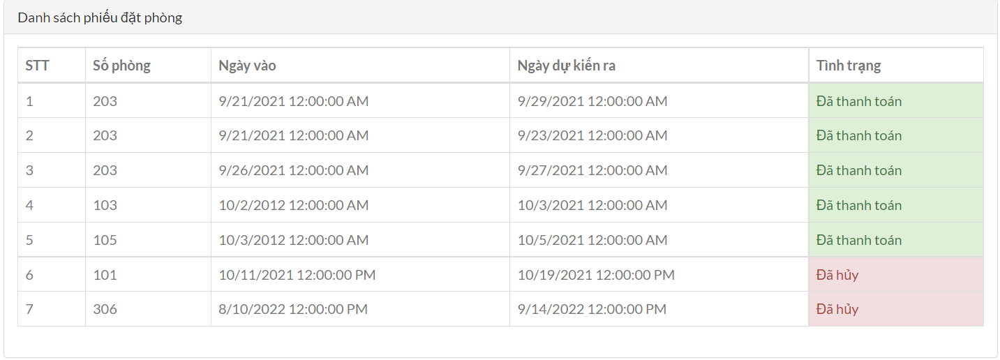 Danh sách phiếu đặt phòng
STT Số phòng Ngày vào Ngày dự kiến ra Tình trạng
1 203 9/21/2021 12:00:00 AM 9/29/2021 12:00:00 AM Đã thanh toán
2 203 9/21/2021 12:00:00 AM 9/23/2021 12:00:00 AM Đã thanh toán
3 203 9/26/2021 12:00:00 AM 9/27/2021 12:00:00 AM Đã thanh toán
4 103 10/2/2012 12:00:00 AM 10/3/2021 12:00:00 AM Đã thanh toán
5 105 10/3/2012 12:00:00 AM 10/5/2021 12:00:00 AM Đã thanh toán
6 101 10/11/2021 12:00:00 PM 10/19/2021 12:00:00 PM Đã hủy
7 306 8/10/2022 12:00:00 PM 9/14/2022 12:00:00 PM Đã hủy